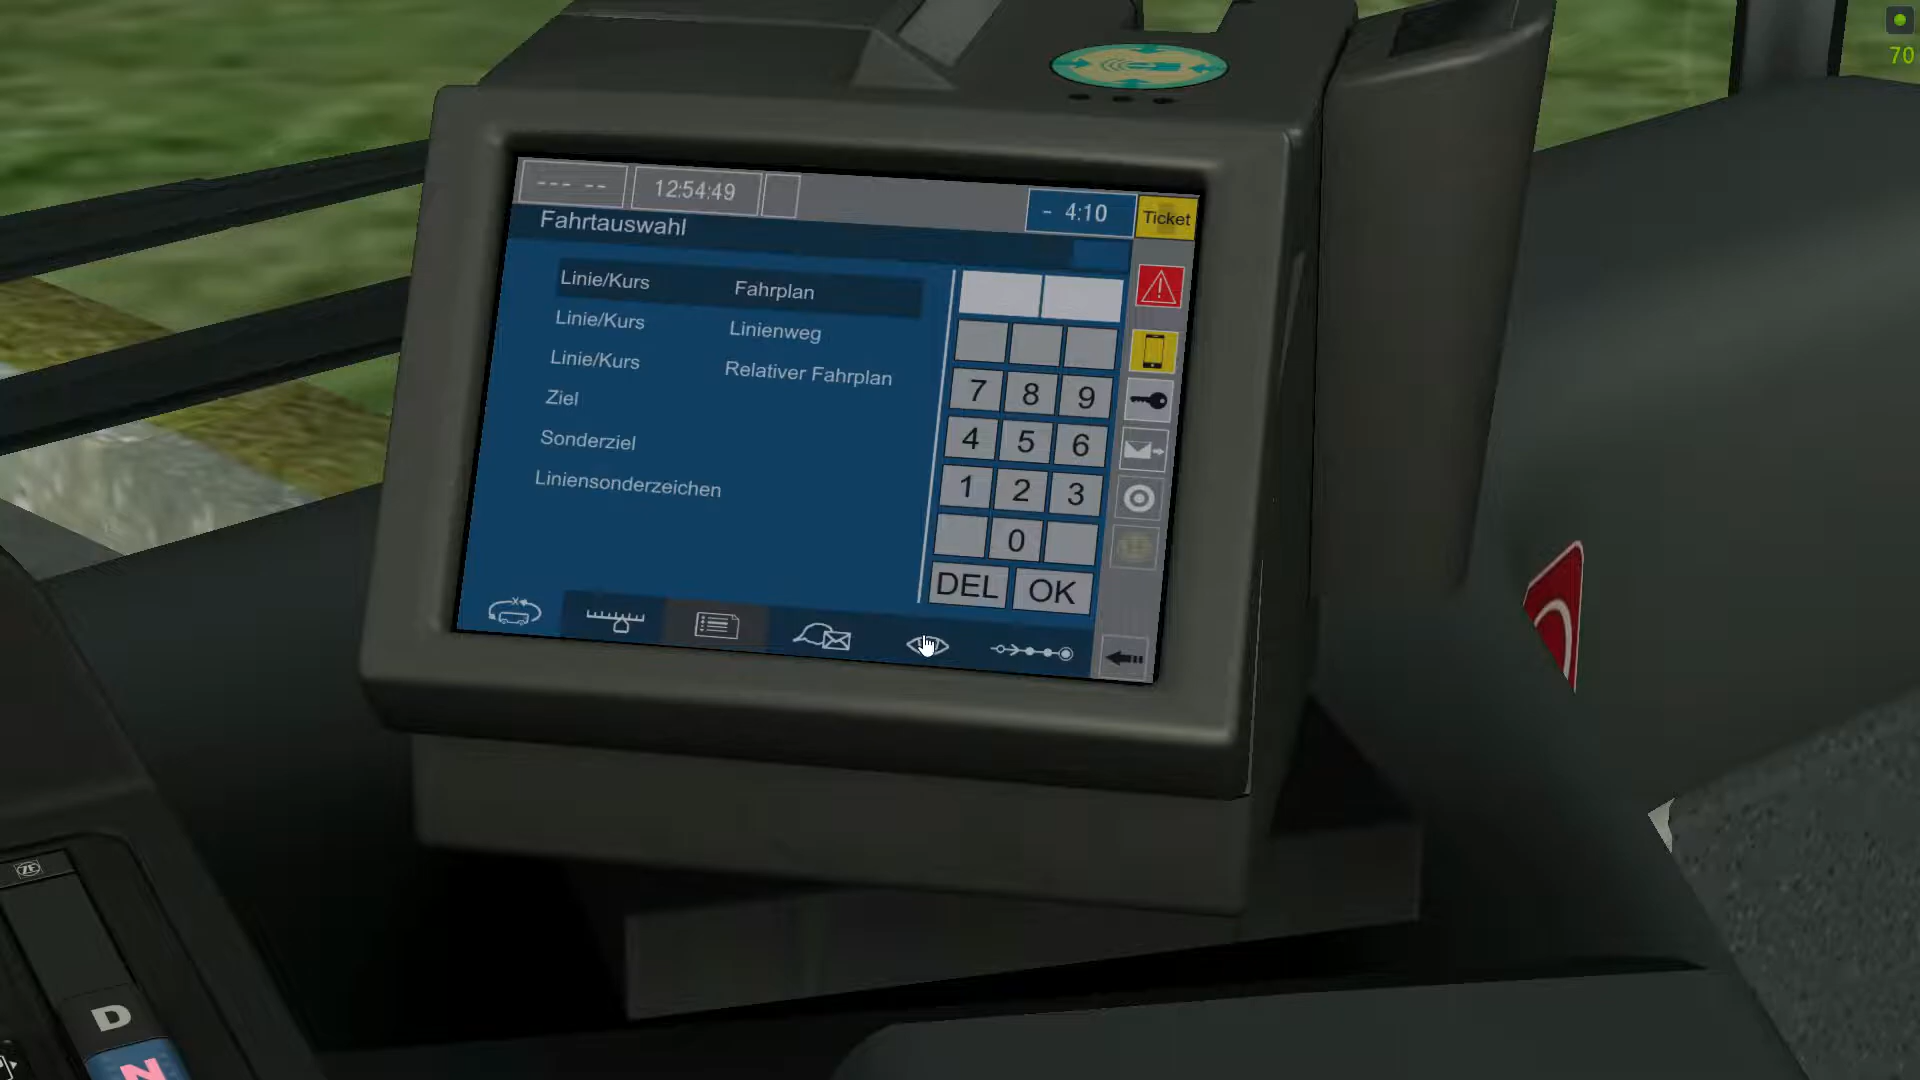 70
--- -- 12:54:49 - 4:10 Ticket
Fahrtauswahl
Linie/Kurs Fahrplan
Linie/Kurs Linienweg
Linie/Kurs Relativer Fahrplan
Ziel
Sonderziel
Liniensonderzeichen
7 8 9
4 5 6
1 2 3
0
DEL OK
ZF
D
N